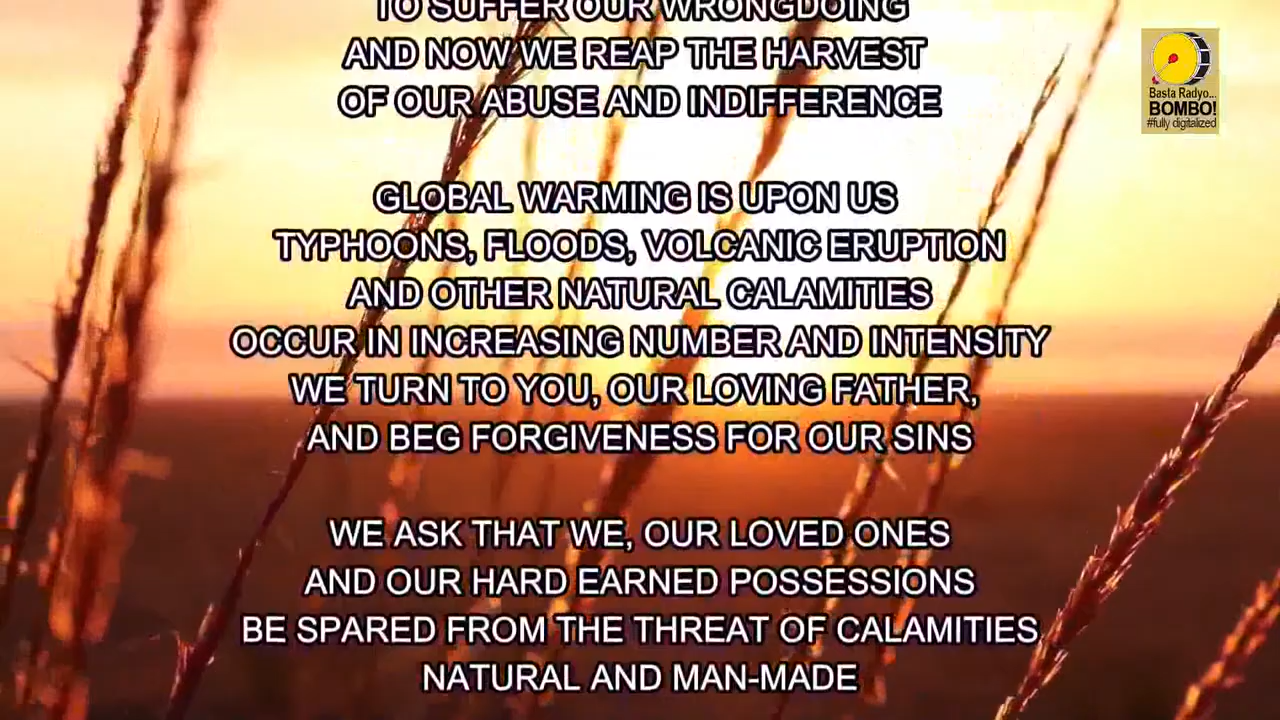 TO SUFFER OUR WRONGDOING
AND NOW WE REAP THE HARVEST
OF OUR ABUSE AND INDIFFERENCE
GLOBAL WARMING IS UPON US
TYPHOONS, FLOODS, VOLCANIC ERUPTION
AND OTHER NATURAL CALAMITIES
OCCUR IN INCREASING NUMBER AND INTENSITY
WE TURN TO YOU, OUR LOVING FATHER,
AND BEG FORGIVENESS FOR OUR SINS
WE ASK THAT WE, OUR LOVED ONES
AND OUR HARD EARNED POSSESSIONS
BE SPARED FROM THE THREAT OF CALAMITIES
NATURAL AND MAN-MADE
Basta Radyo...
BOMBO!
#fully digitalized